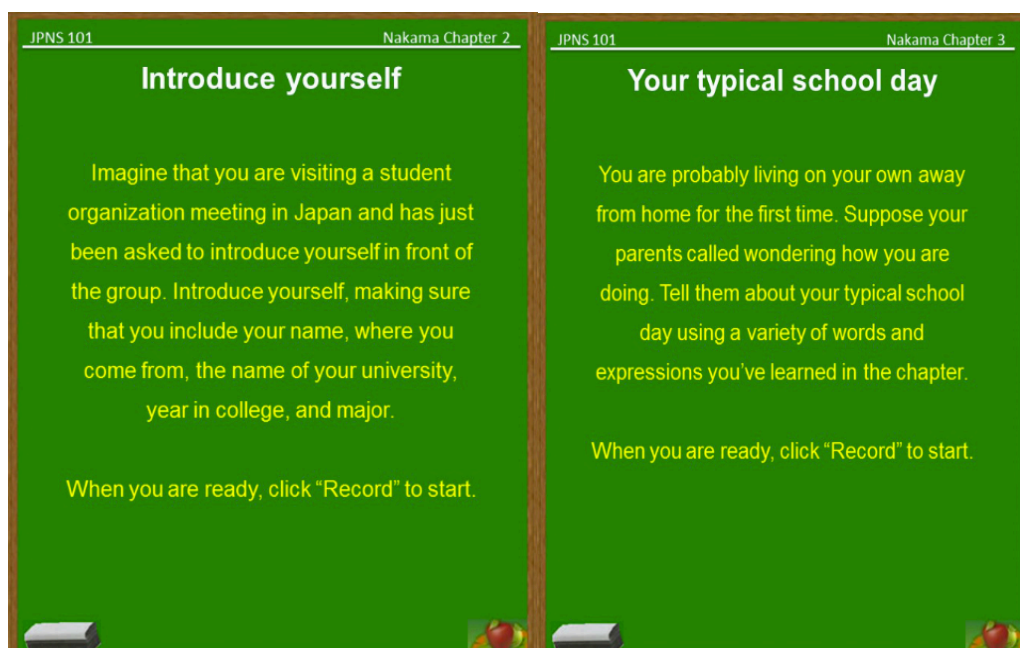 JPNS 101 Nakama Chapter 2
Introduce yourself
Imagine that you are visiting a student
organization meeting in Japan and has just
been asked to introduce yourself in front of
the group. Introduce yourself, making sure
that you include your name, where you
come from, the name of your university,
year in college, and major.
When you are ready, click “Record” to start.
JPNS 101 Nakama Chapter 3
Your typical school day
You are probably living on your own away
from home for the first time. Suppose your
parents called wondering how you are
doing. Tell them about your typical school
day using a variety of words and
expressions you’ve learned in the chapter.
When you are ready, click “Record” to start.